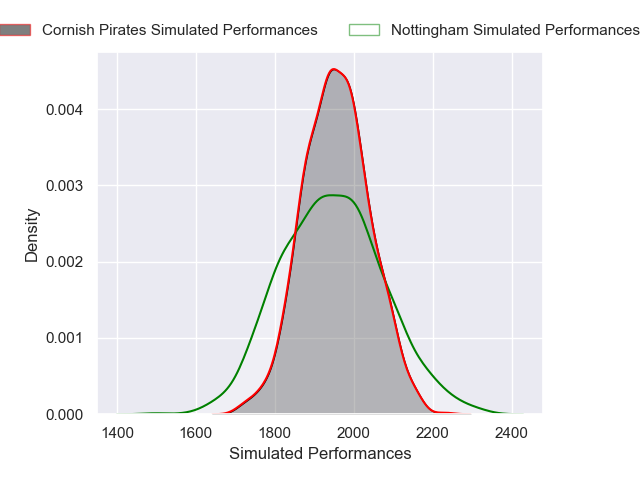 Cornish Pirates Simulated Performances Nottingham Simulated Performances
0.004
0.003
0.002
0.001
0.000
Density
1400 1600 1800 2000 2200 2400
Simulated Performances